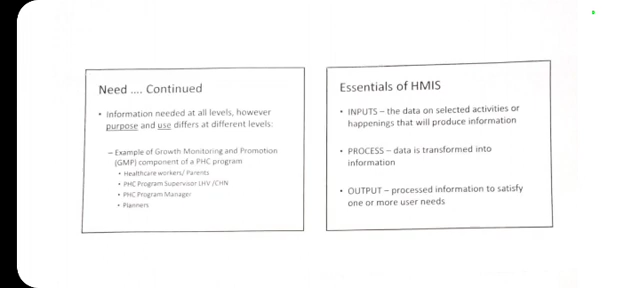 Need .... Continued
• Information needed at all levels, however
purpose and use differs at different levels:
– Example of Growth Monitoring and Promotion
(GMP) component of a PHC program
• Healthcare workers/ Parents
• PHC Program Supervisor LHV /CHN
• PHC Program Manager
• Planners
Essentials of HMIS
• INPUTS – the data on selected activities or
happenings that will produce information
• PROCESS – data is transformed into
information
• OUTPUT – processed information to satisfy
one or more user needs